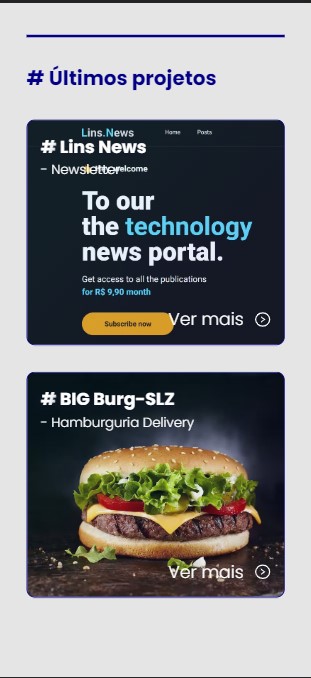 # Últimos projetos
Lins.News Home Posts
# Lins News
- Newsletter
welcome
To our
the technology
news portal.
Get access to all the publications
for R$ 9,90 month
Subscribe now
Ver mais
# BIG Burg-SLZ
- Hamburguria Delivery
Ver mais